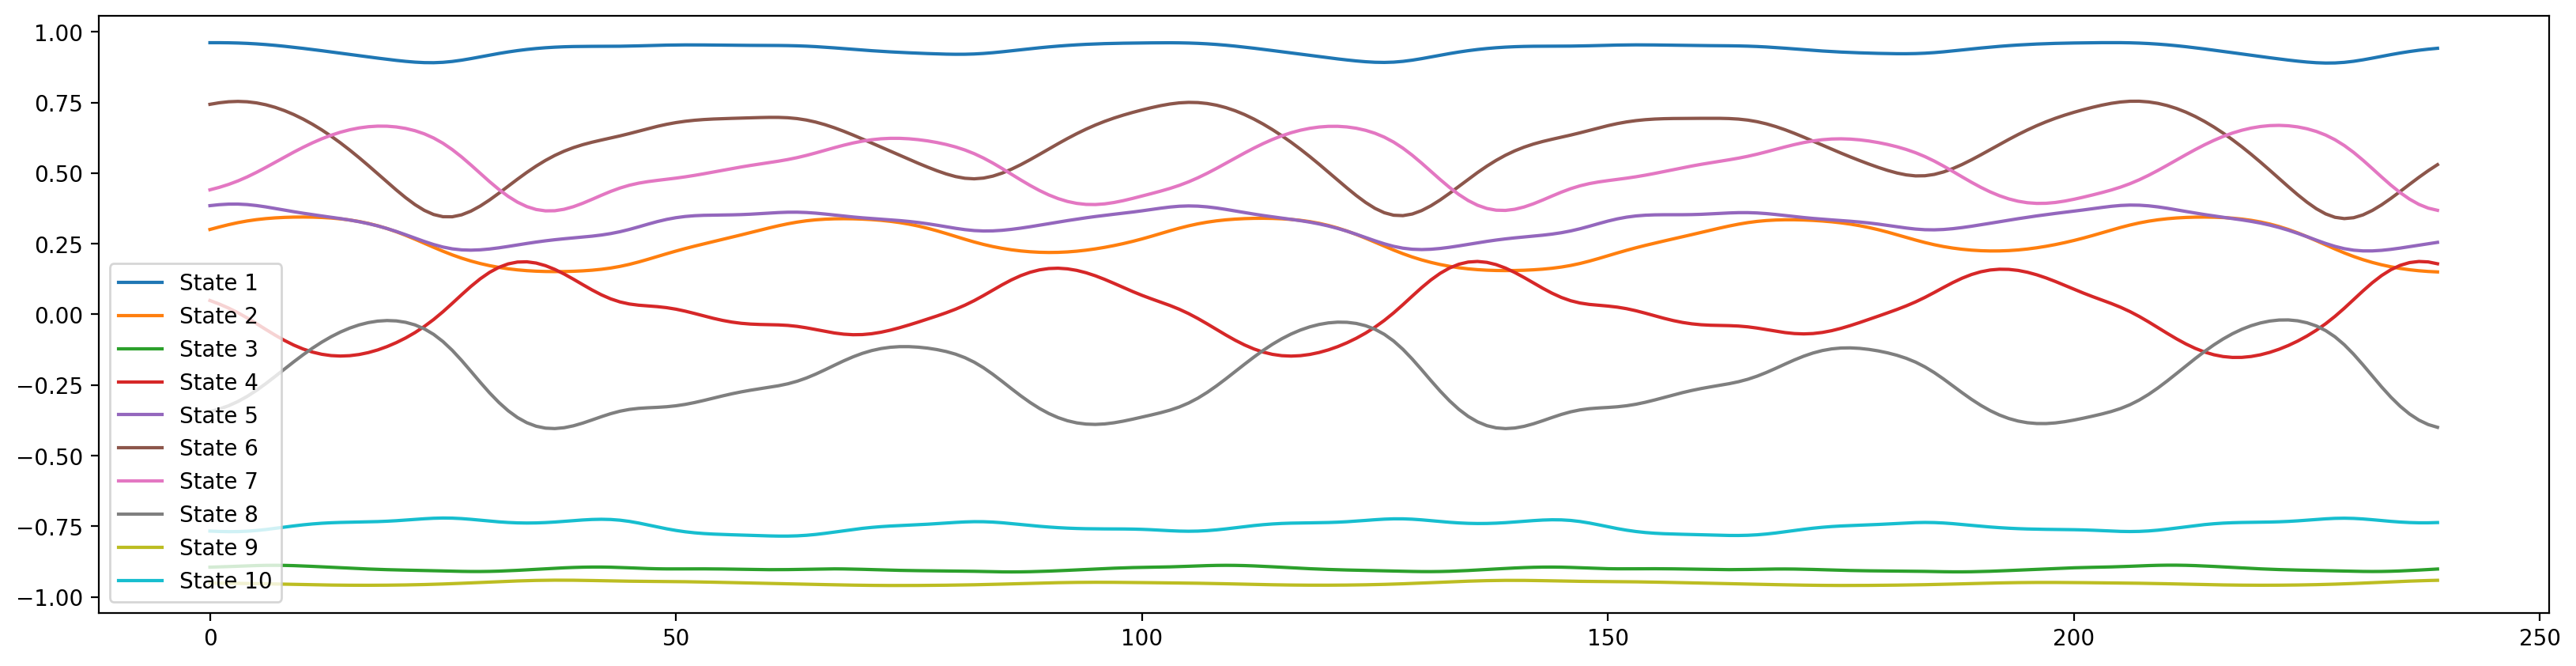 1.00
0.75
0.50
0.25
0.00
−0.25
−0.50
−0.75
−1.00
State 1
State 2
State 3
State 4
State 5
State 6
State 7
State 8
State 9
State 10
0 50 100 150 200 250